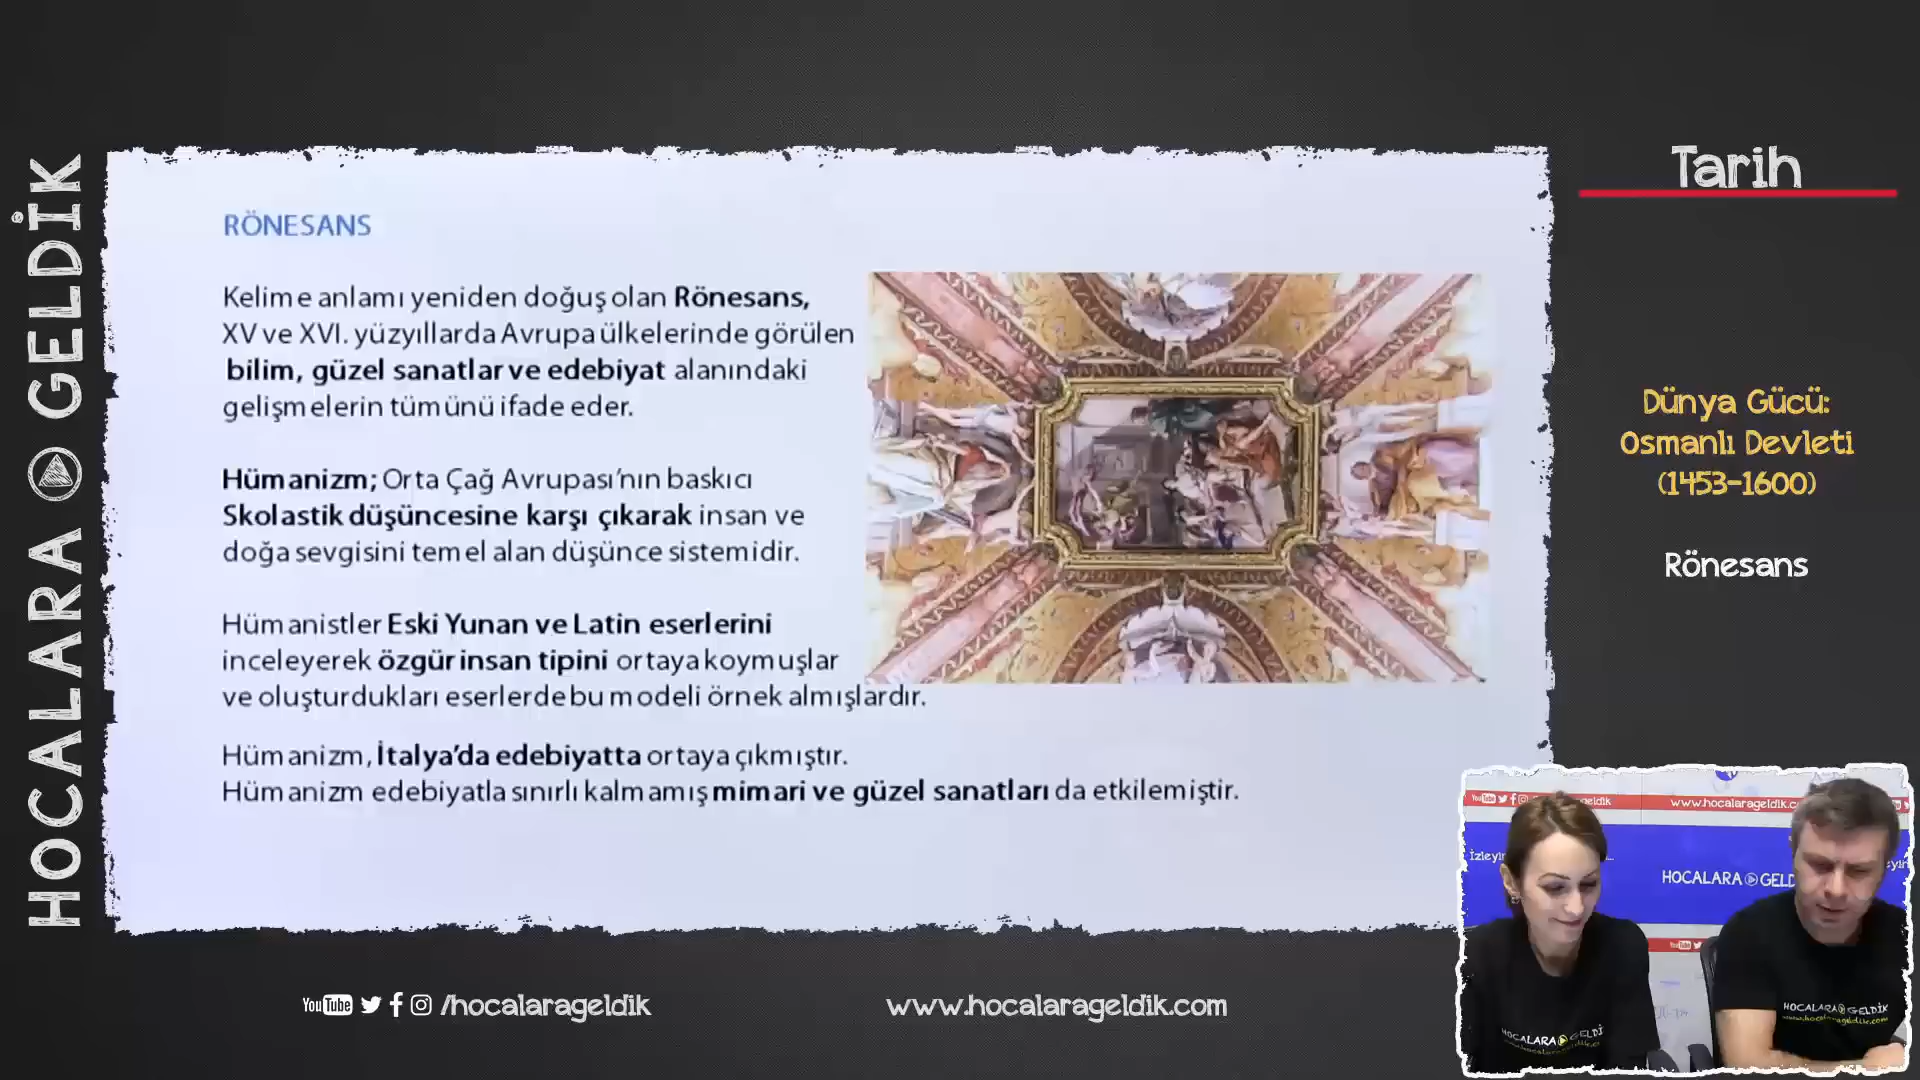 HOCALARA GELDİK
RÖNESANS
Kelime anlamı yeniden doğuş olan Rönesans,
XV ve XVI. yüzyıllarda Avrupa ülkelerinde görülen
bilim, güzel sanatlar ve edebiyat alanındaki
gelişmelerin tümünü ifade eder.
Hümanizm; Orta Çağ Avrupası'nın baskıcı
Skolastik düşüncesine karşı çıkarak insan ve
doğa sevgisini temel alan düşünce sistemidir.
Hümanistler Eski Yunan ve Latin eserlerini
inceleyerek özgür insan tipini ortaya koymuşlar
ve oluşturdukları eserlerde bu modeli örnek almışlardır.
Hümanizm, İtalya'da edebiyatta ortaya çıkmıştır.
Hümanizm edebiyatla sınırlı kalmamış mimari ve güzel sanatları da etkilemiştir.
Tarih
Dünya Gücü:
Osmanlı Devleti
(1453-1600)
Rönesans
YouTube /hocalarageldik
www.hocalarageldik.com
HOCALARA GELDİK
www.hocalarageldik.com